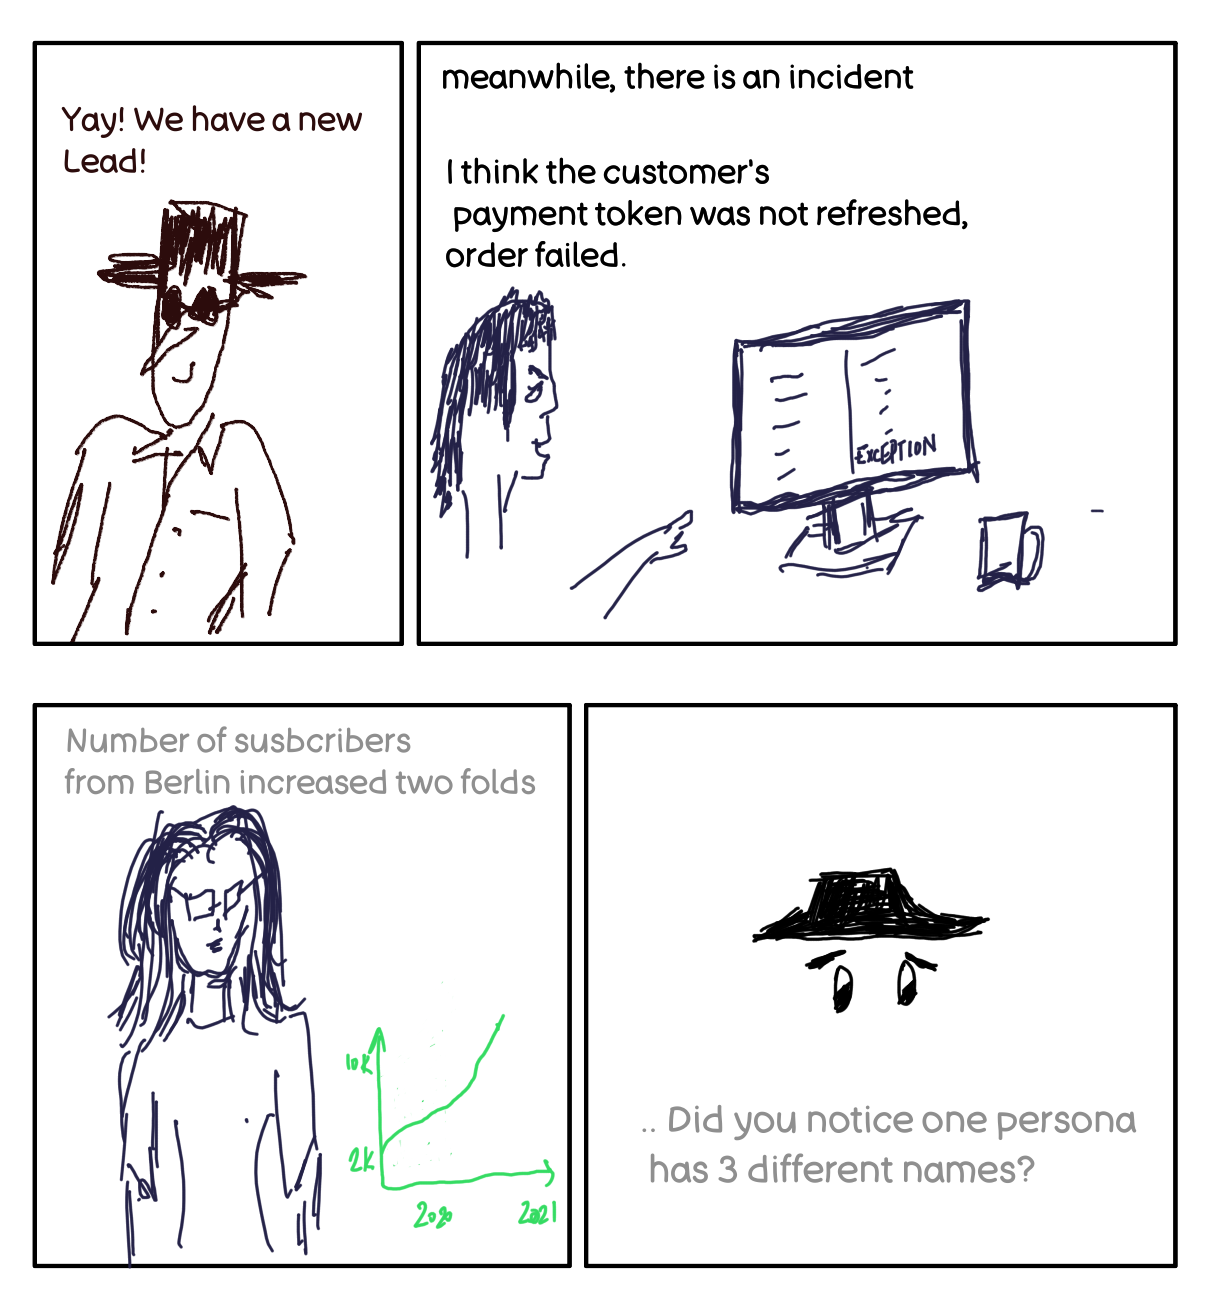 Yay! We have a new
Lead!
meanwhile, there is an incident
I think the customer's
payment token was not refreshed,
order failed.
EXCEPTION
Number of susbcribers
from Berlin increased two folds
10K
2K
2020
2021
.. Did you notice one persona
has 3 different names?